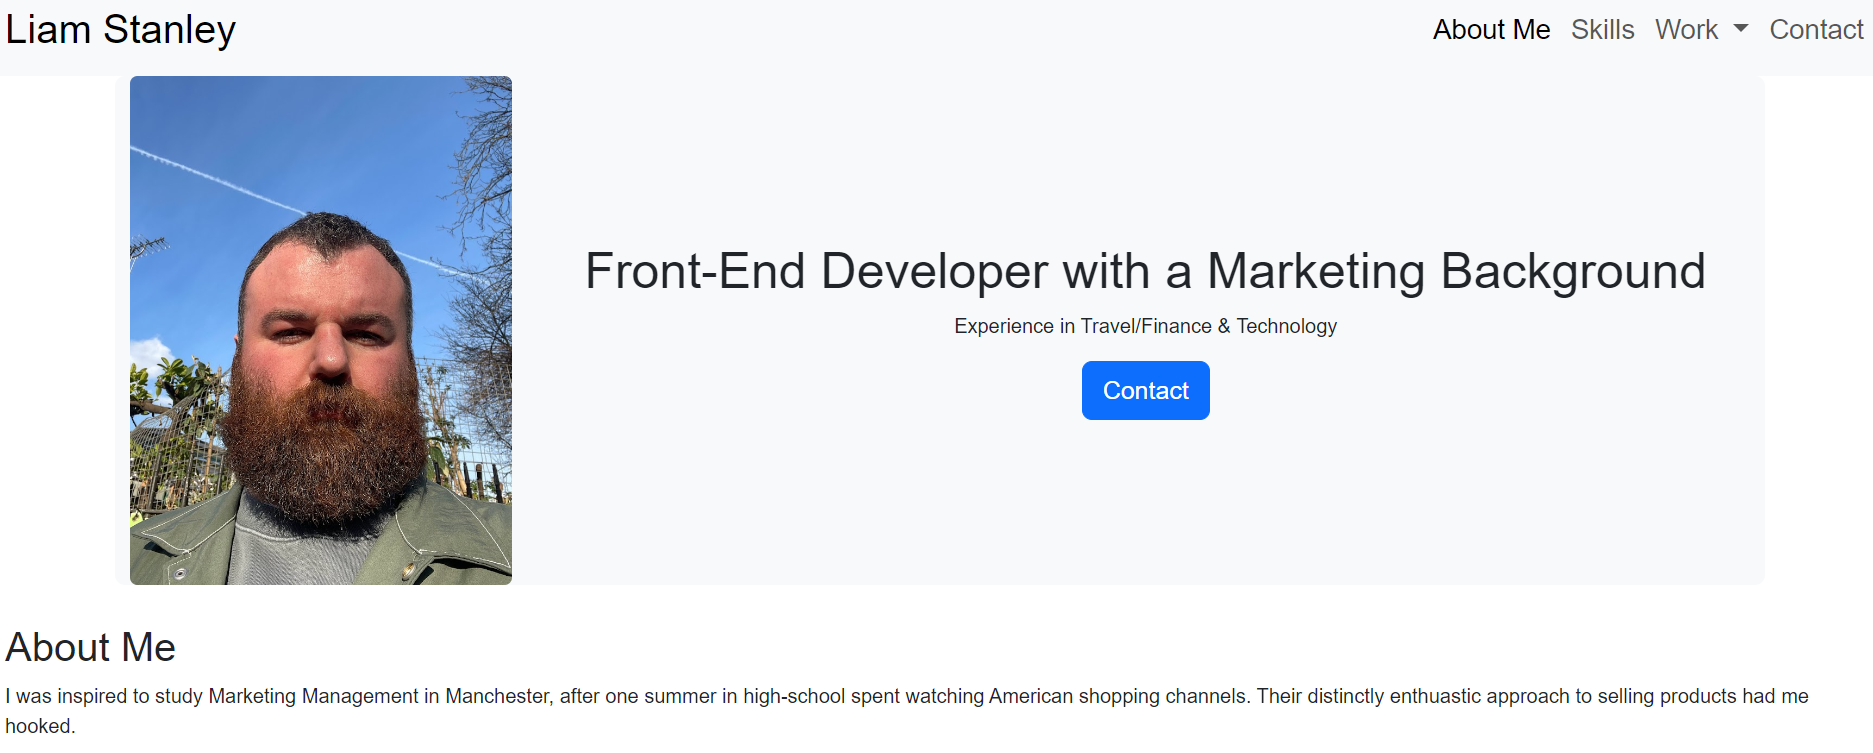 Liam Stanley
About Me Skills Work Contact
Front-End Developer with a Marketing Background
Experience in Travel/Finance & Technology
Contact
About Me
I was inspired to study Marketing Management in Manchester, after one summer in high-school spent watching American shopping channels. Their distinctly enthuastic approach to selling products had me
hooked.